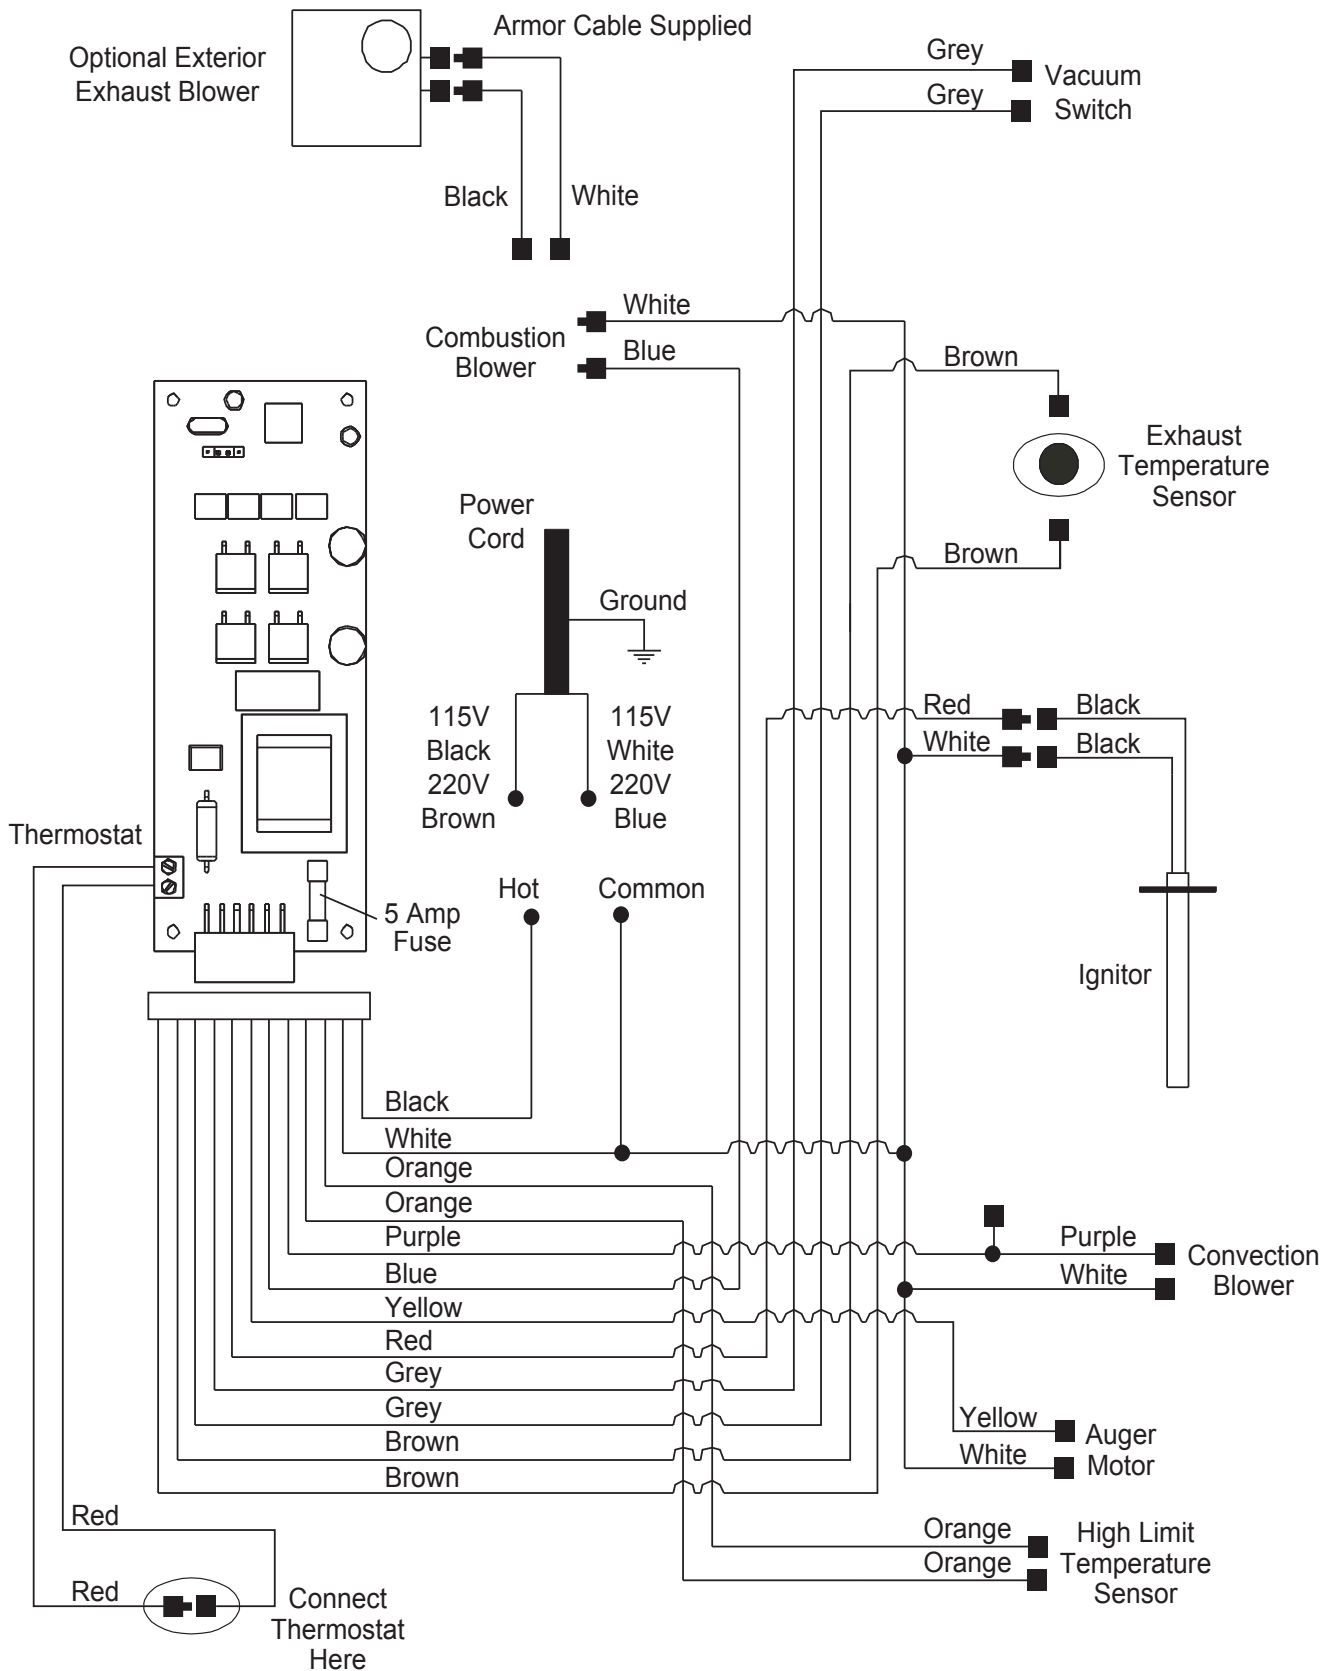 Armor Cable Supplied
Optional Exterior
Exhaust Blower
Grey
Vacuum
Grey
Switch
Black
White
White
Combustion
Blower
Blue
Brown
Exhaust
Temperature
Sensor
Power
Cord
Brown
Ground
115V
Black
220V
Brown
115V
White
220V
Blue
Red
Black
White
Black
Thermostat
Hot
Common
5 Amp
Fuse
Ignitor
Black
White
Orange
Orange
Purple
Blue
Yellow
Red
Grey
Grey
Brown
Brown
Purple
White
Convection
Blower
Yellow
White
Auger
Motor
Orange
Orange
High Limit
Temperature
Sensor
Red
Red
Connect
Thermostat
Here